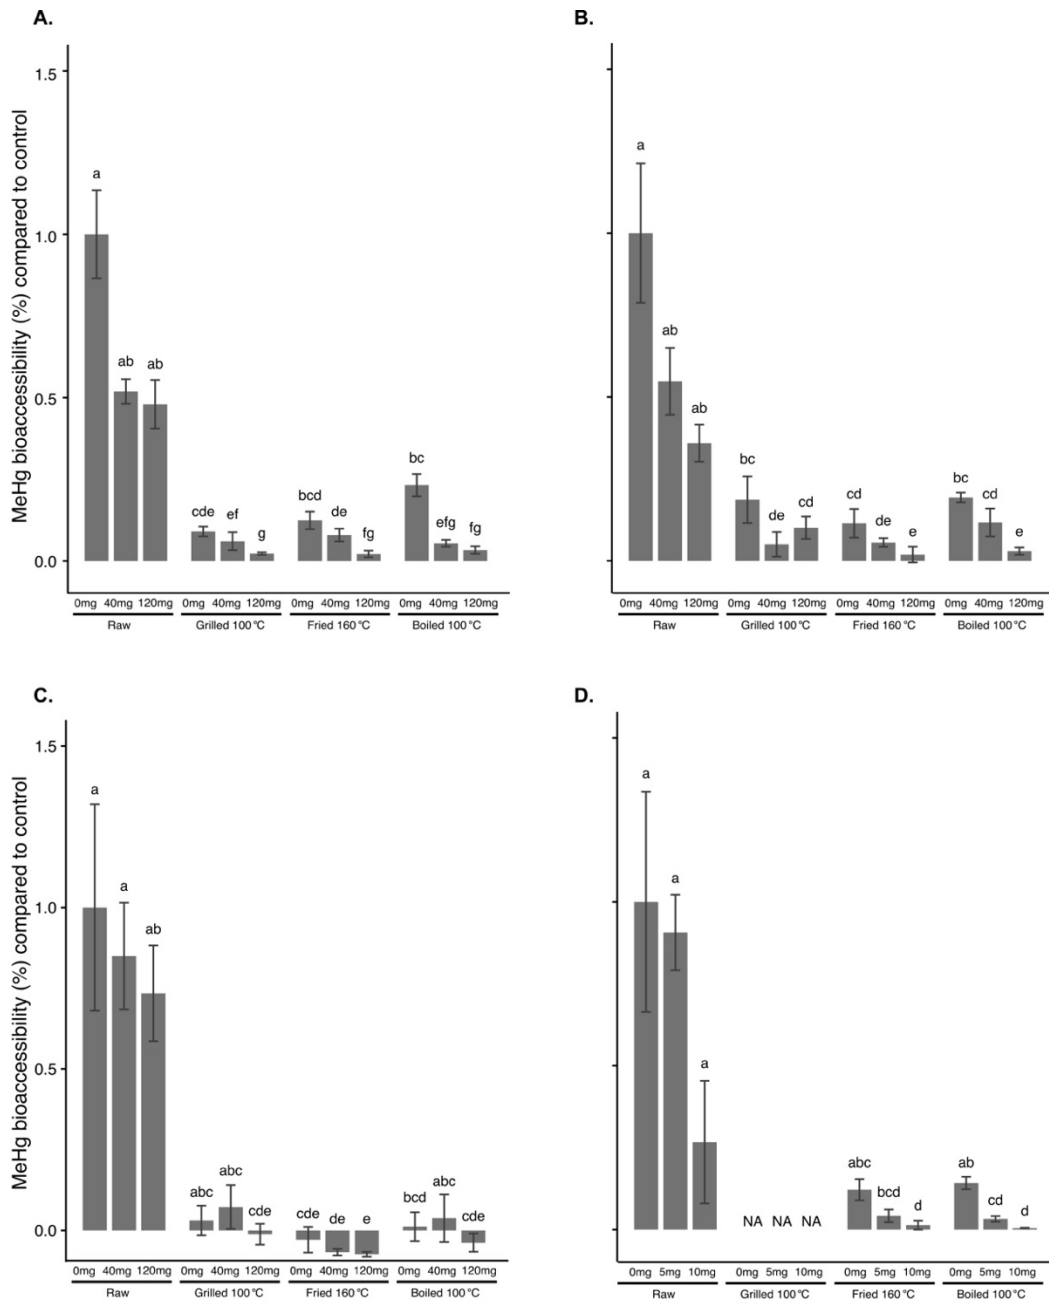 A.
MeHg bioaccessibility (%) compared to control
1.5
1.0
0.5
0.0
a
ab ab
cde ef g
bcd de fg
bc efg fg
0mg 40mg 120mg 0mg 40mg 120mg 0mg 40mg 120mg 0mg 40mg 120mg
Raw Grilled 100°C Fried 160°C Boiled 100°C
B.
a
ab
ab
bc de cd
cd de e
bc cd e
0mg 40mg 120mg 0mg 40mg 120mg 0mg 40mg 120mg 0mg 40mg 120mg
Raw Grilled 100°C Fried 160°C Boiled 100°C
C.
MeHg bioaccessibility (%) compared to control
1.5
1.0
0.5
0.0
a
a
ab
abc abc cde
cde de e
bcd abc cde
0mg 40mg 120mg 0mg 40mg 120mg 0mg 40mg 120mg 0mg 40mg 120mg
Raw Grilled 100°C Fried 160°C Boiled 100°C
D.
a
a
a
NA NA NA
abc bcd d
ab cd d
0mg 5mg 10mg 0mg 5mg 10mg 0mg 5mg 10mg 0mg 5mg 10mg
Raw Grilled 100°C Fried 160°C Boiled 100°C